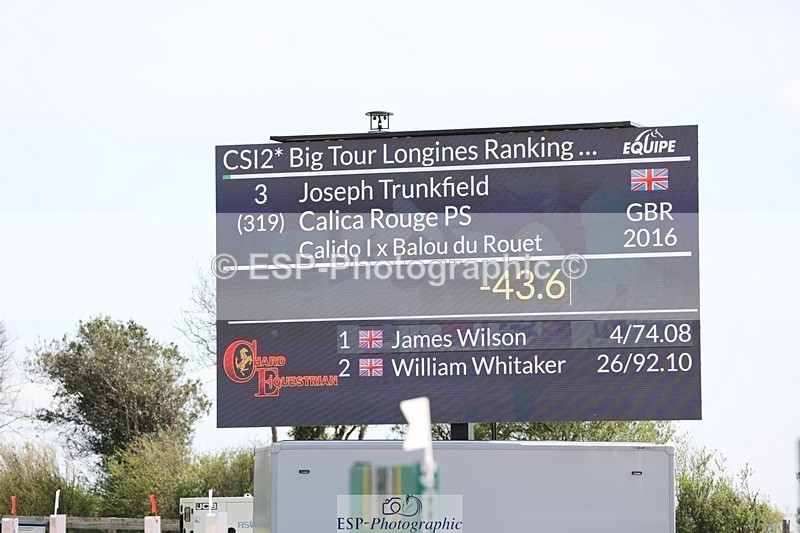 CSI2* Big Tour Longines Ranking ...
EQUIPE
3 Joseph Trunkfield
(319) Calica Rouge PS GBR
Calido I x Balou du Rouet 2016
© ESP-Photographic ©
-43.6
1 James Wilson 4/74.08
2 William Whitaker 26/92.10
CHARD
EQUESTRIAN
JCB
RS
ESP-Photographic